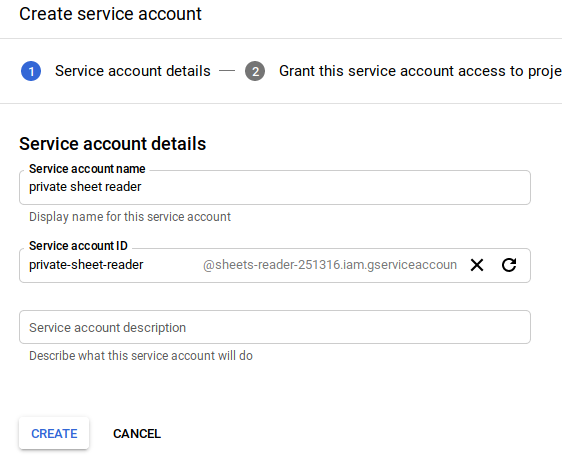 Create service account
1 Service account details — 2 Grant this service account access to proje
Service account details
Service account name
private sheet reader
Display name for this service account
Service account ID
private-sheet-reader @sheets-reader-251316.iam.gserviceaccoun
Service account description
Describe what this service account will do
CREATE CANCEL